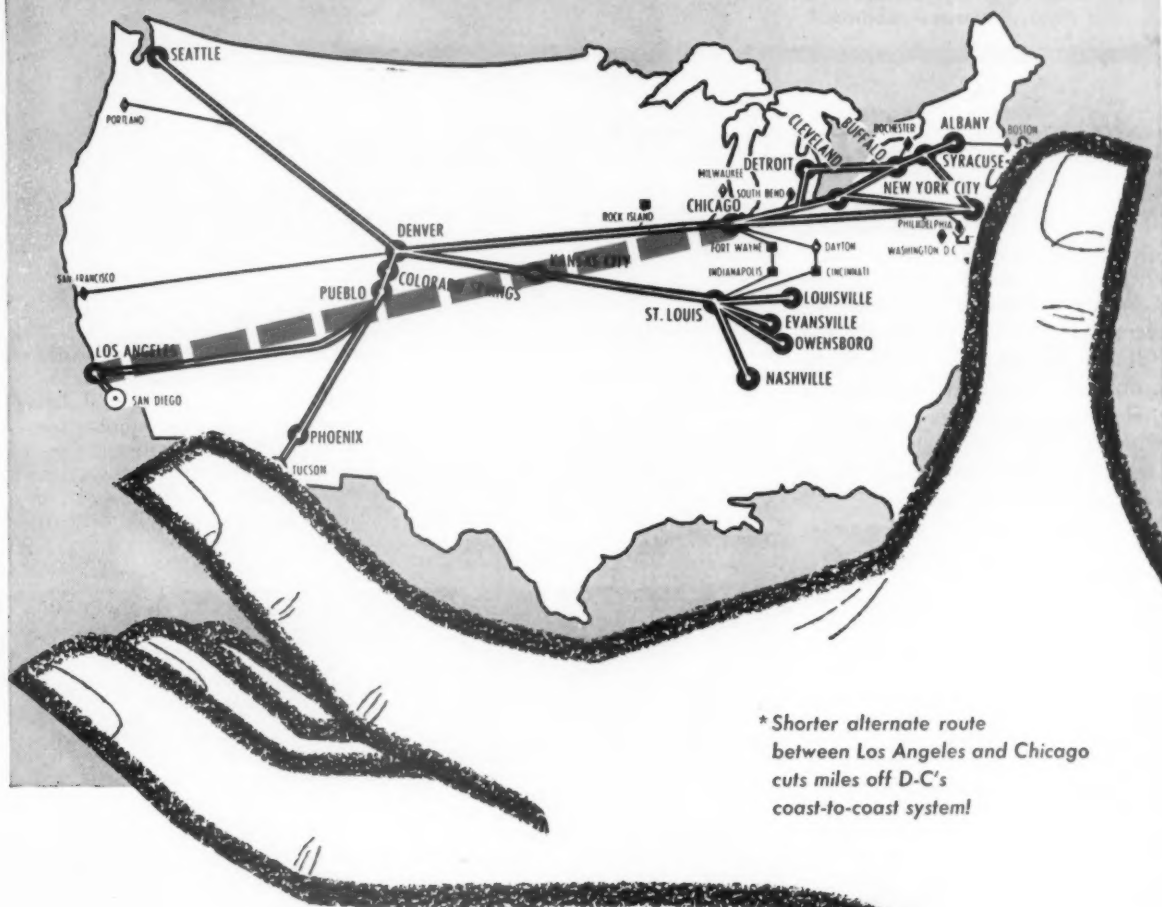 SEATTLE
PORTLAND
ROCHESTER
ALBANY
BOSTON
BUFFALO
CLEVELAND
SYRACUSE
DETROIT
MILWAUKEE
SOUTH BEND
NEW YORK CITY
CHICAGO
ROCK ISLAND
PHILADELPHIA
WASHINGTON D.C.
DENVER
FORT WAYNE
DAYTON
KANSAS CITY
INDIANAPOLIS
CINCINNATI
SAN FRANCISCO
COLORADO SPRINGS
PUEBLO
LOUISVILLE
ST. LOUIS
EVANSVILLE
OWENSBORO
LOS ANGELES
NASHVILLE
SAN DIEGO
PHOENIX
TUCSON
* Shorter alternate route
between Los Angeles and Chicago
cuts miles off D-C's
coast-to-coast system!